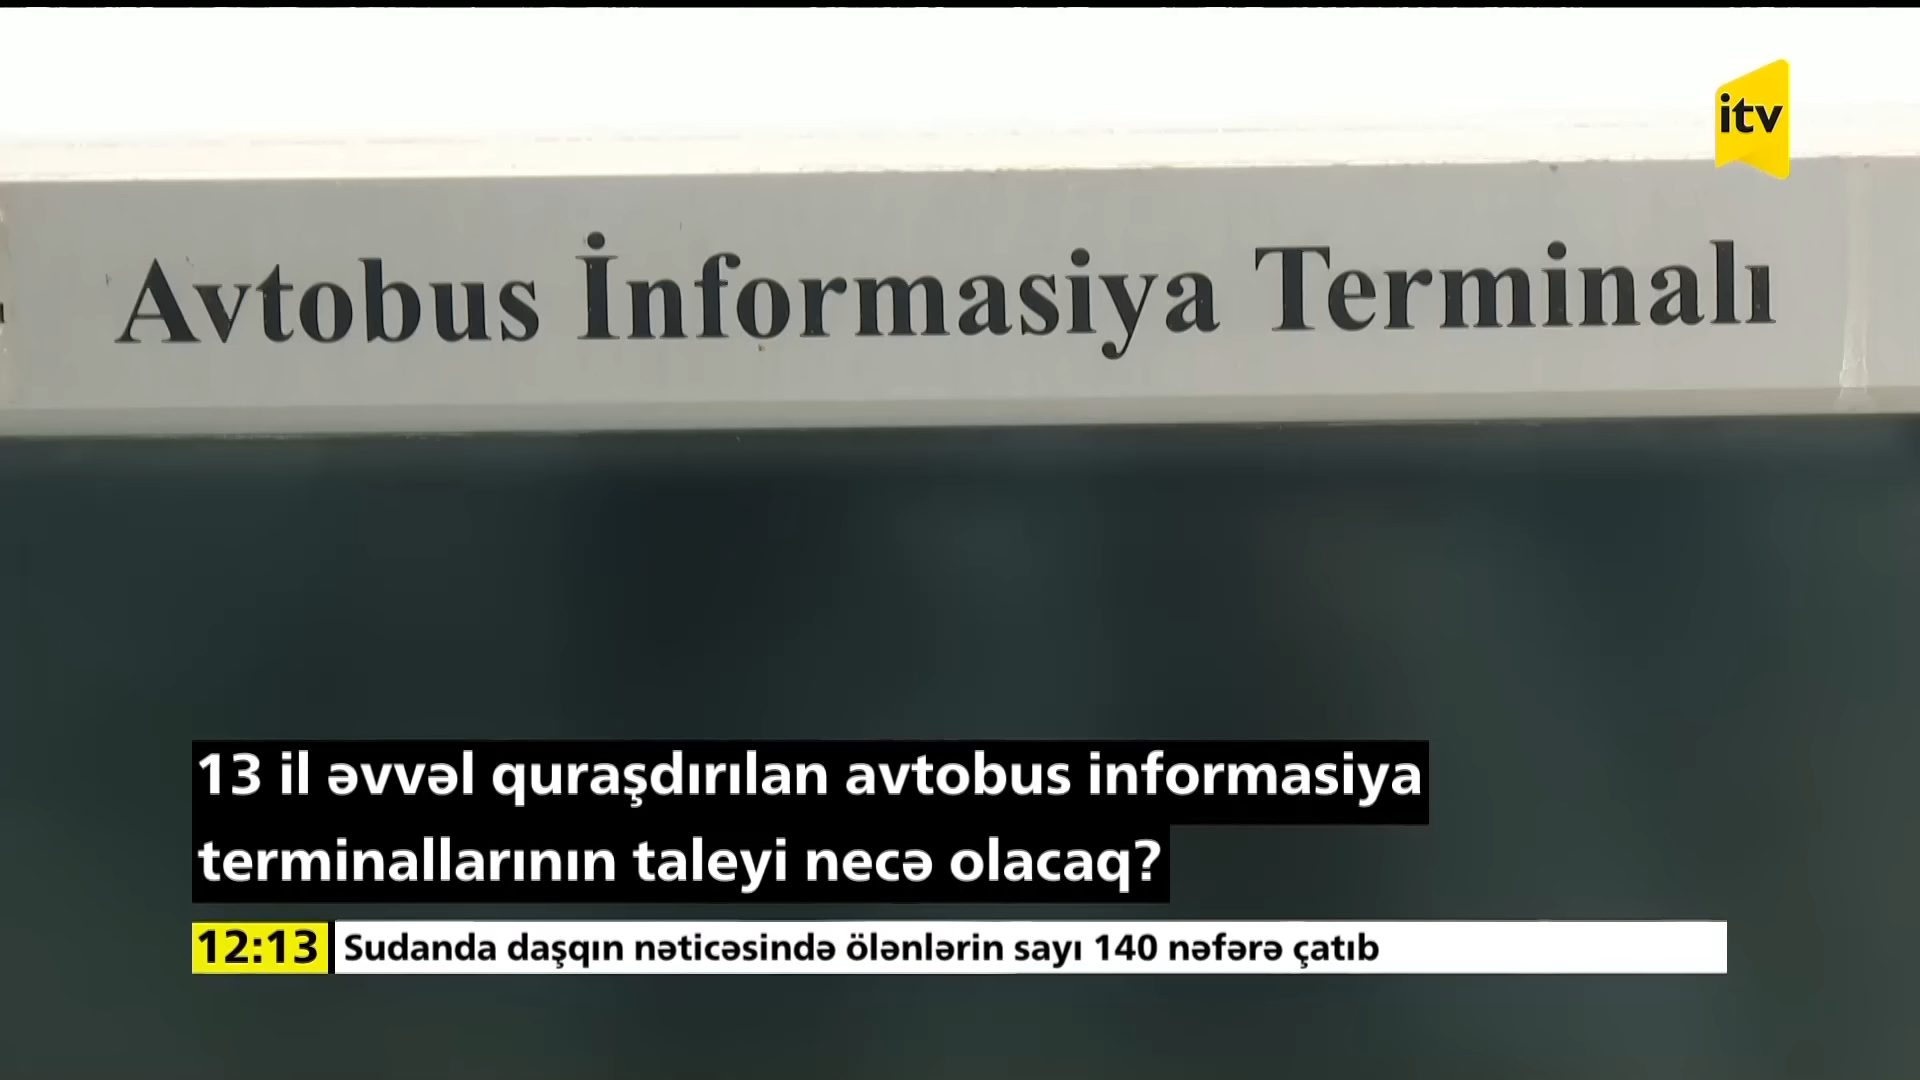 itv
Avtobus İnformasiya Terminalı
13 il əvvəl quraşdırılan avtobus informasiya
terminallarının taleyi necə olacaq?
12:13 Sudanda daşqın nəticəsində ölənlərin sayı 140 nəfərə çatıb